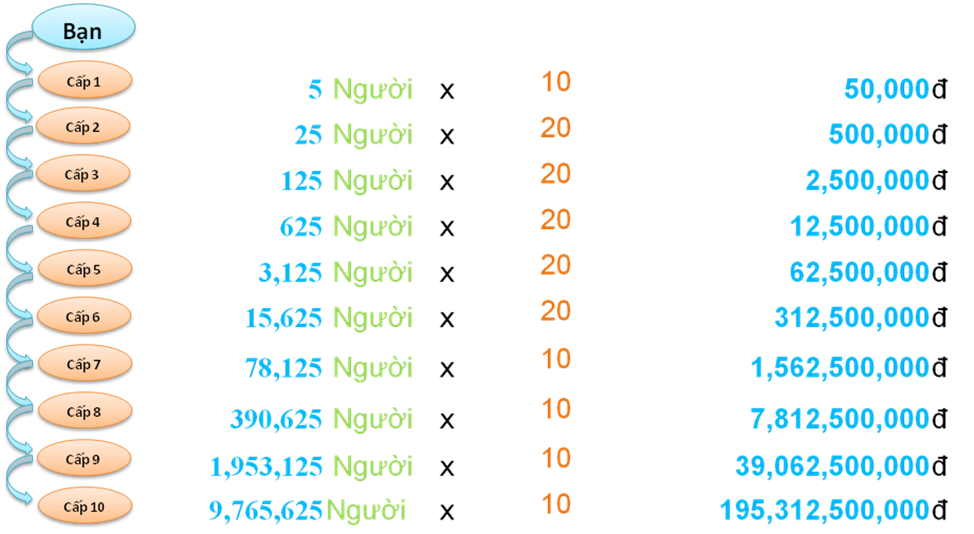 Bạn
Cấp 1 5 Người x 10 50,000đ
Cấp 2 25 Người x 20 500,000đ
Cấp 3 125 Người x 20 2,500,000đ
Cấp 4 625 Người x 20 12,500,000đ
Cấp 5 3,125 Người x 20 62,500,000đ
Cấp 6 15,625 Người x 20 312,500,000đ
Cấp 7 78,125 Người x 10 1,562,500,000đ
Cấp 8 390,625 Người x 10 7,812,500,000đ
Cấp 9 1,953,125 Người x 10 39,062,500,000đ
Cấp 10 9,765,625 Người x 10 195,312,500,000đ